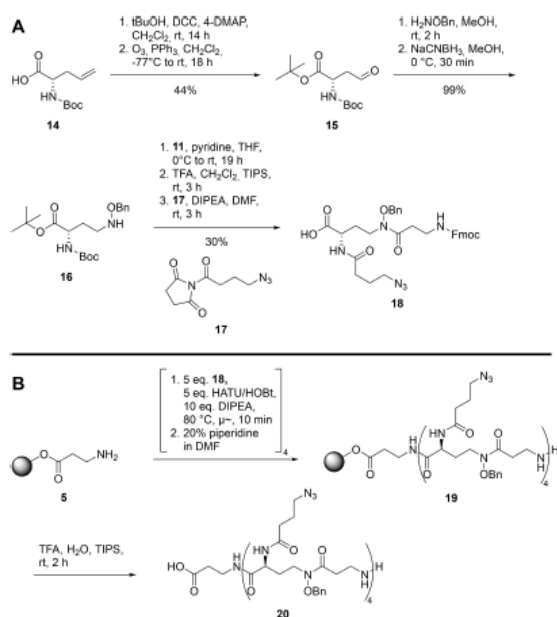 A
1. tBuOH, DCC, 4-DMAP,
CH2Cl2, rt, 14 h
2. O3, PPh3, CH2Cl2,
-77°C to rt, 18 h
44%
1. H2NOBn, MeOH,
rt, 2 h
2. NaCNBH3, MeOH,
0 °C, 30 min
99%
HO
O
HN
Boc
14
O
O
O
HN
Boc
15
O
O
OBn
NH
HN
Boc
16
1. 11, pyridine, THF,
0°C to rt, 19 h
2. TFA, CH2Cl2, TIPS,
rt, 3 h
3. 17, DIPEA, DMF,
rt, 3 h
30%
O
O
N
N3
O
17
O
OBn
HO
N
H
N
Fmoc
HN
O
O
N3
18
B
1. 5 eq. 18,
5 eq. HATU/HOBt,
10 eq. DIPEA,
80 °C, μ~, 10 min
2. 20% piperidine
in DMF
4
O
NH2
O
5
N3
HN
O
O
H
N
O
O
O
N
OBn
O
N
H
H
4
19
TFA, H2O, TIPS,
rt, 2 h
N3
HN
O
HO
O
H
N
O
N
OBn
O
N
H
H
4
20